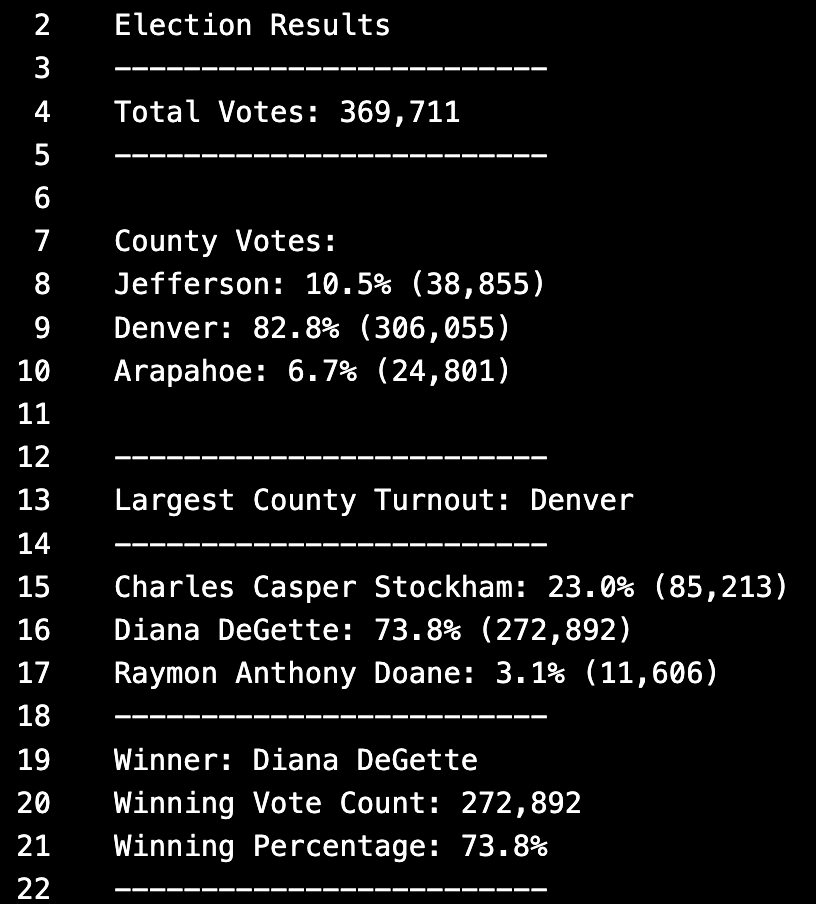 2 Election Results
3 -------------------------
4 Total Votes: 369,711
5 -------------------------
6
7 County Votes:
8 Jefferson: 10.5% (38,855)
9 Denver: 82.8% (306,055)
10 Arapahoe: 6.7% (24,801)
11
12 -------------------------
13 Largest County Turnout: Denver
14 -------------------------
15 Charles Casper Stockham: 23.0% (85,213)
16 Diana DeGette: 73.8% (272,892)
17 Raymon Anthony Doane: 3.1% (11,606)
18 -------------------------
19 Winner: Diana DeGette
20 Winning Vote Count: 272,892
21 Winning Percentage: 73.8%
22 -------------------------